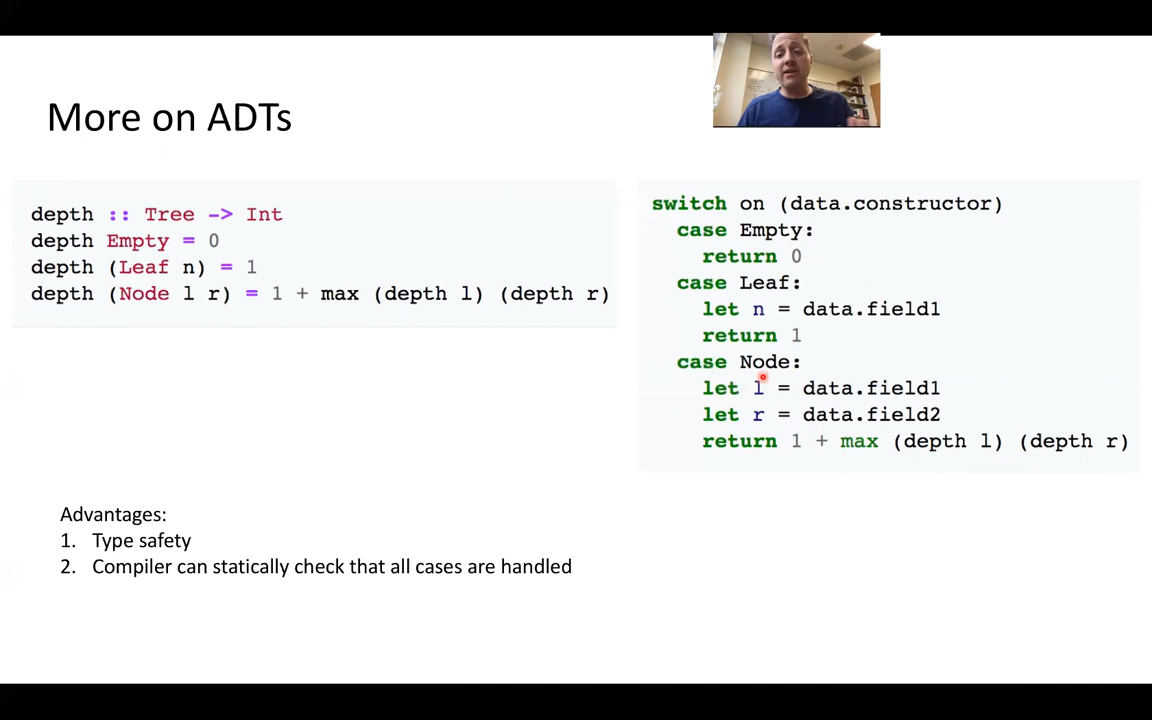 More on ADTs
depth :: Tree -> Int
depth Empty = 0
depth (Leaf n) = 1
depth (Node l r) = 1 + max (depth l) (depth r)
switch on (data.constructor)
  case Empty:
    return 0
  case Leaf:
    let n = data.field1
    return 1
  case Node:
    let l = data.field1
    let r = data.field2
    return 1 + max (depth l) (depth r)
Advantages:
1. Type safety
2. Compiler can statically check that all cases are handled